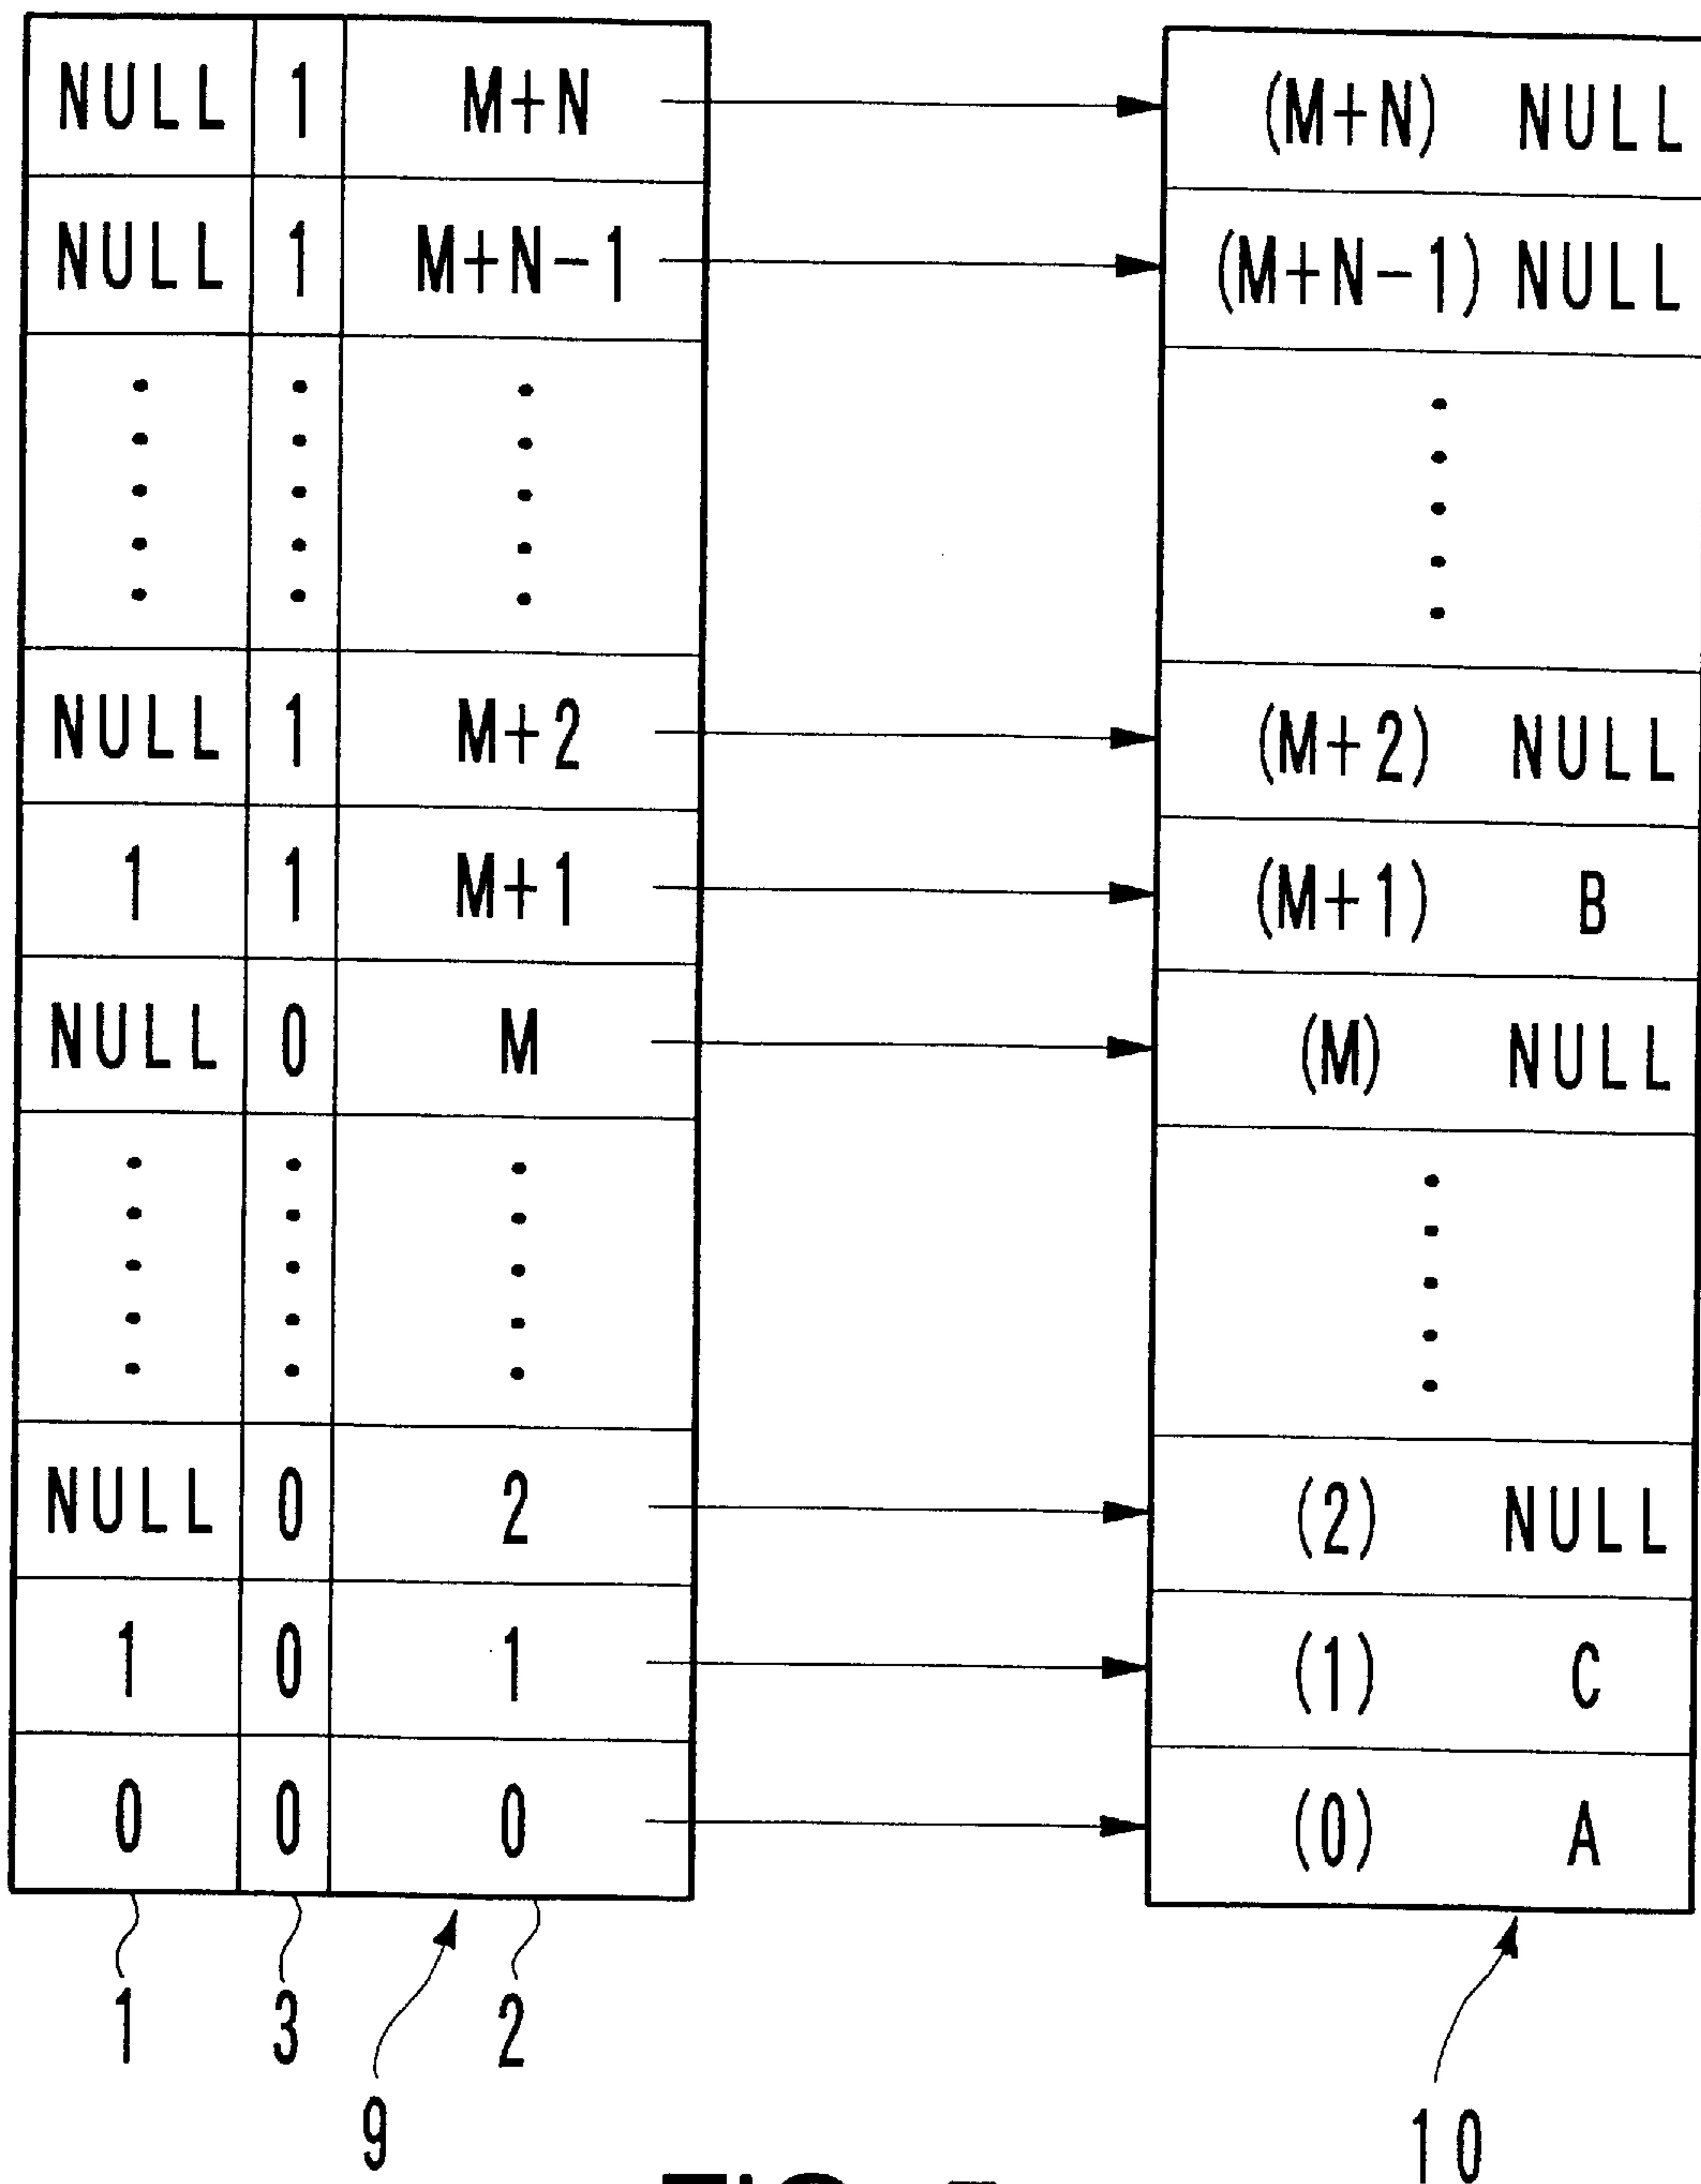 NULL 1 M+N (M+N) NULL
NULL 1 M+N-1 (M+N-1) NULL
NULL 1 M+2 (M+2) NULL
1 1 M+1 (M+1) B
NULL 0 M (M) NULL
NULL 0 2 (2) NULL
1 0 1 (1) C
0 0 0 (0) A
1 3 2
9 10
FIG.